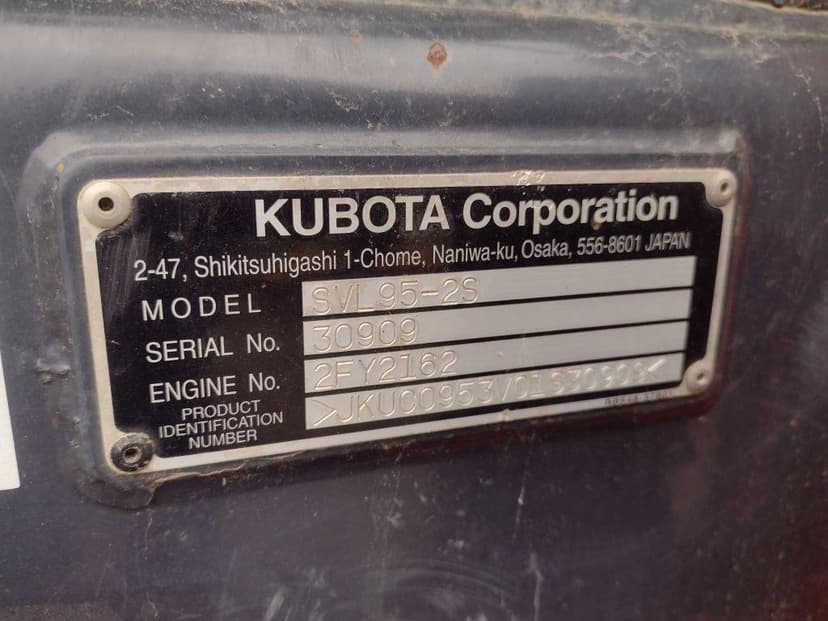 KUBOTA Corporation
2-47, Shikitsuhigashi 1-Chome, Naniwa-ku, Osaka, 556-8601 JAPAN
MODEL SVL95-2S
SERIAL No. 30909
ENGINE No. 2FY2162
PRODUCT IDENTIFICATION NUMBER